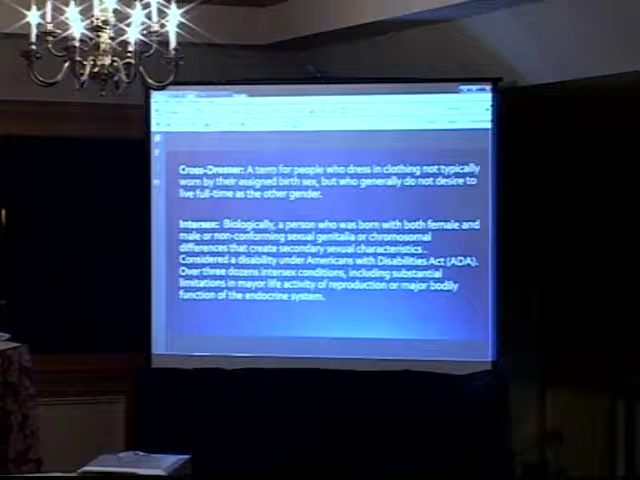 Cross-Dresser: A term for people who dress in clothing not typically
worn by their assigned birth sex, but who generally do not desire to
live full-time as the other gender.
Intersex: Biologically, a person who was born with both female and
male or non-conforming sexual genitalia or chromosomal
differences that create secondary sexual characteristics.
Considered a disability under Americans with Disabilities Act (ADA).
Over three dozens intersex conditions, including substantial
limitations in mayor life activity of reproduction or major bodily
function of the endocrine system.